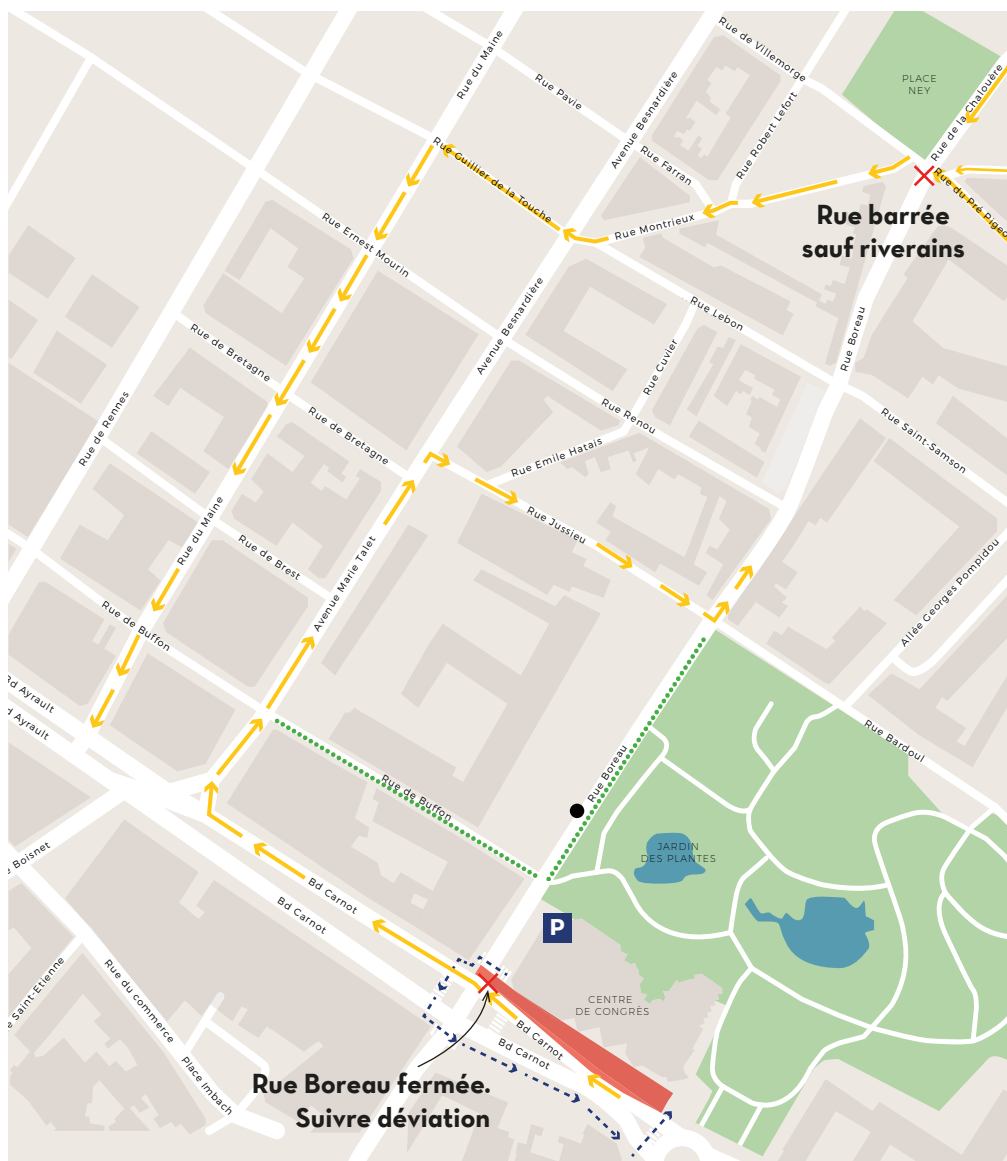 Rue de Villemorge
Rue du Maine
PLACE
NEY
Rue Pavie
Avenue Besnardière
Rue Robert Lefort
Rue de la Chalouère
Rue Guillier de la Touche
Rue Farran
Rue du Pré Pigeo
Rue Montrieux
Rue barrée
sauf riverains
Rue Ernest Mourin
Avenue Besnardière
Rue Lebon
Rue Boreau
Rue de Bretagne
Rue Cuvier
Rue de Rennes
Rue de Bretagne
Rue Renou
Rue Saint-Samson
Rue Emile Hatais
Rue du Maine
Rue Jussieu
Rue de Brest
Avenue Marie Talet
Allée Georges Pompidou
Rue de Buffon
Bd Ayrault
d Ayrault
Rue Bardoul
Rue Boreau
Rue de Buffon
JARDIN
DES PLANTES
e Boisnet
Bd Carnot
Bd Carnot
P
e Saint-Etienne
Rue du commerce
CENTRE
DE CONGRÈS
Bd Carnot
Bd Carnot
Place Imbach
Rue Boreau fermée.
Suivre déviation